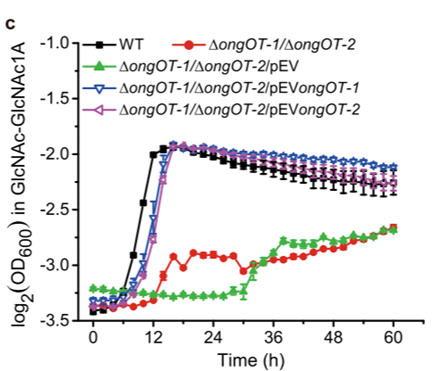 c
WT ΔongOT-1/ΔongOT-2
ΔongOT-1/ΔongOT-2/pEV
ΔongOT-1/ΔongOT-2/pEVongOT-1
ΔongOT-1/ΔongOT-2/pEVongOT-2
log2(OD600) in GlcNAc-GlcNAc1A
-1.0
-1.5
-2.0
-2.5
-3.0
-3.5
0 12 24 36 48 60
Time (h)